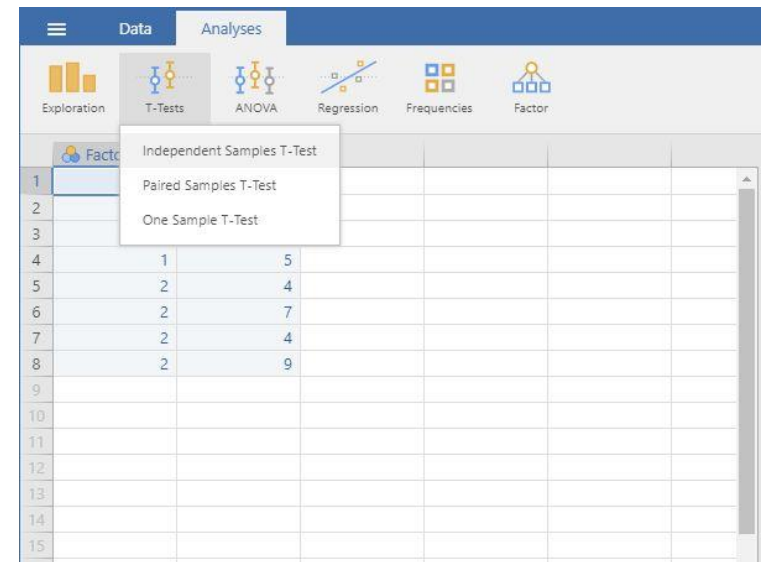 Data Analyses
Exploration T-Tests ANOVA Regression Frequencies Factor
Independent Samples T-Test
Paired Samples T-Test
One Sample T-Test
Facto
1
2
3
4 1 5
5 2 4
6 2 7
7 2 4
8 2 9
9
10
11
12
13
14
15